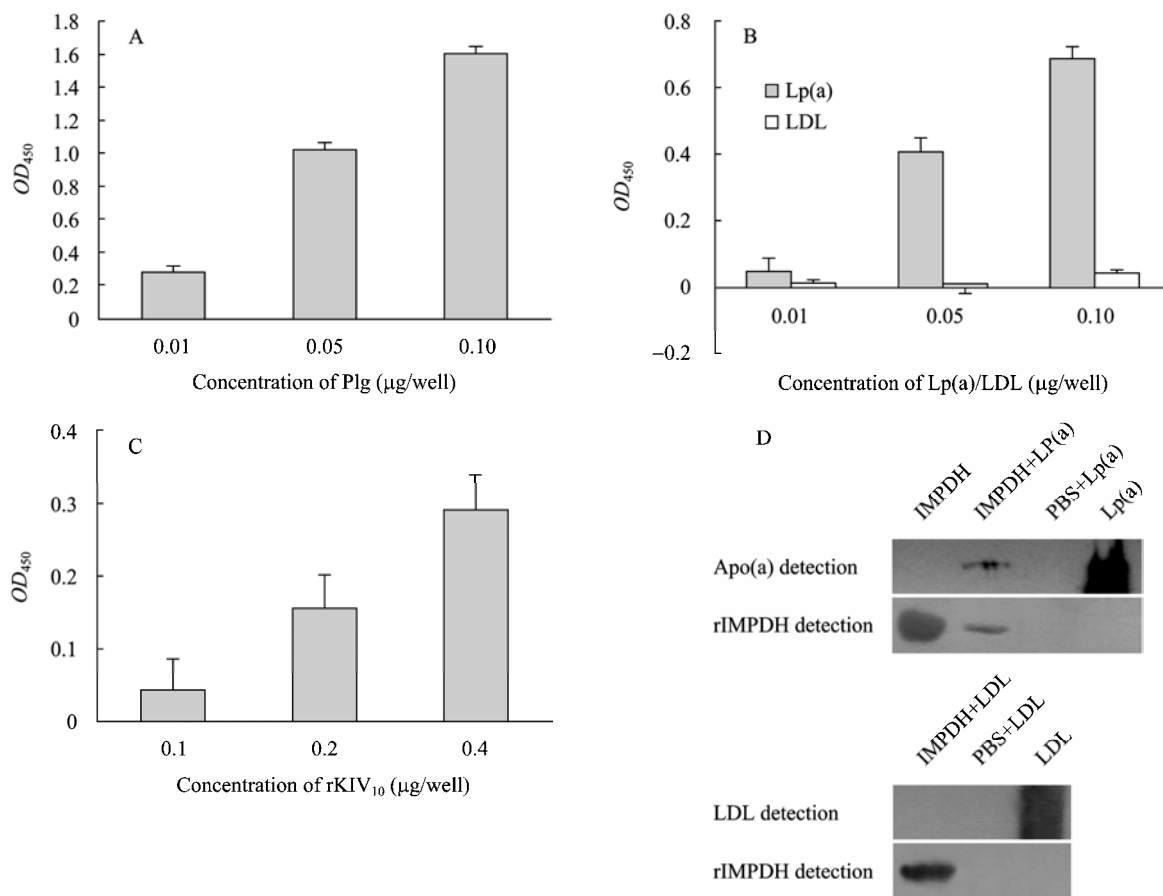 A
OD450
1.8
1.6
1.4
1.2
1.0
0.8
0.6
0.4
0.2
0
0.01 0.05 0.10
Concentration of Plg (μg/well)
B
OD450
0.8
0.6
0.4
0.2
0
−0.2
Lp(a)
LDL
0.01 0.05 0.10
Concentration of Lp(a)/LDL (μg/well)
C
OD450
0.4
0.3
0.2
0.1
0
0.1 0.2 0.4
Concentration of rKIV10 (μg/well)
D
IMPDH
IMPDH+LP(a)
PBS+Lp(a)
Lp(a)
Apo(a) detection
rIMPDH detection
IMPDH+LDL
PBS+LDL
LDL
LDL detection
rIMPDH detection